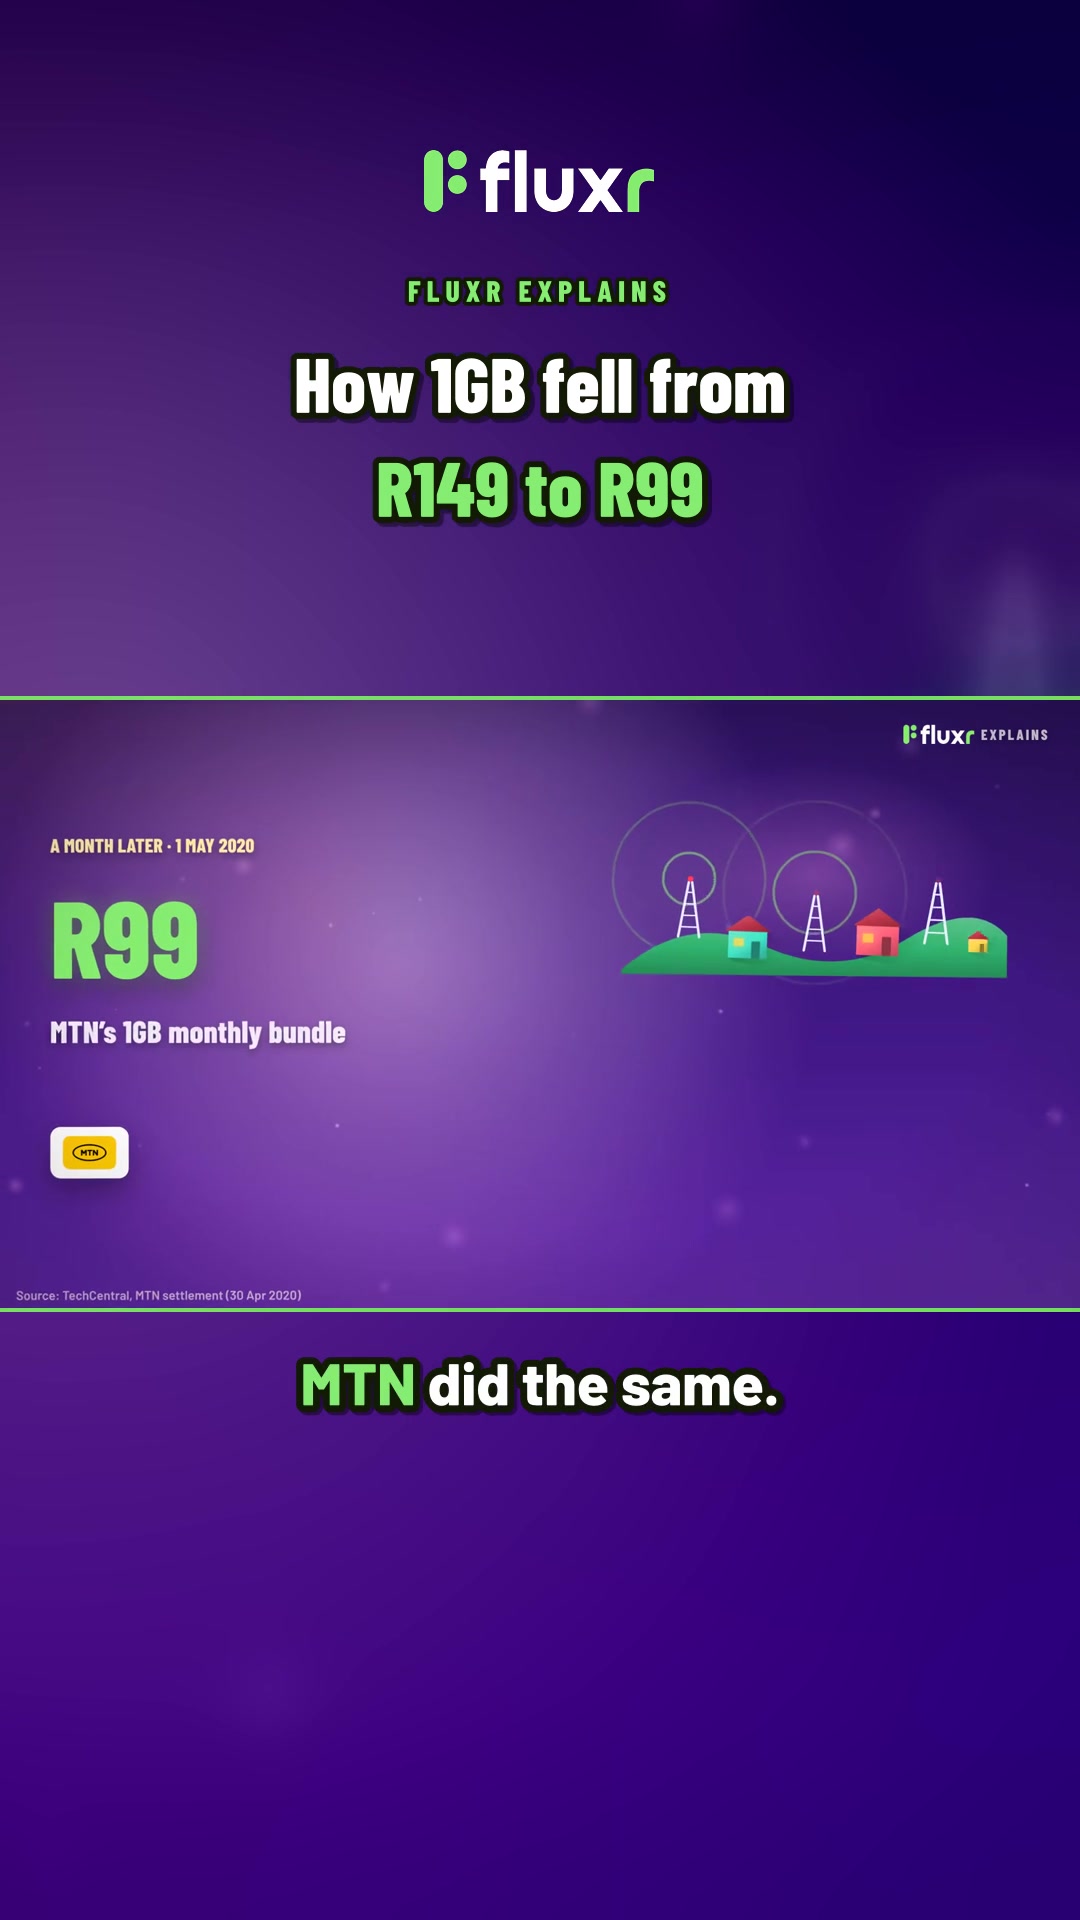 fluxr
FLUXR EXPLAINS
How 1GB fell from
R149 to R99
fluxr EXPLAINS
A MONTH LATER · 1 MAY 2020
R99
MTN’s 1GB monthly bundle
MTN
Source: TechCentral, MTN settlement (30 Apr 2020)
MTN did the same.